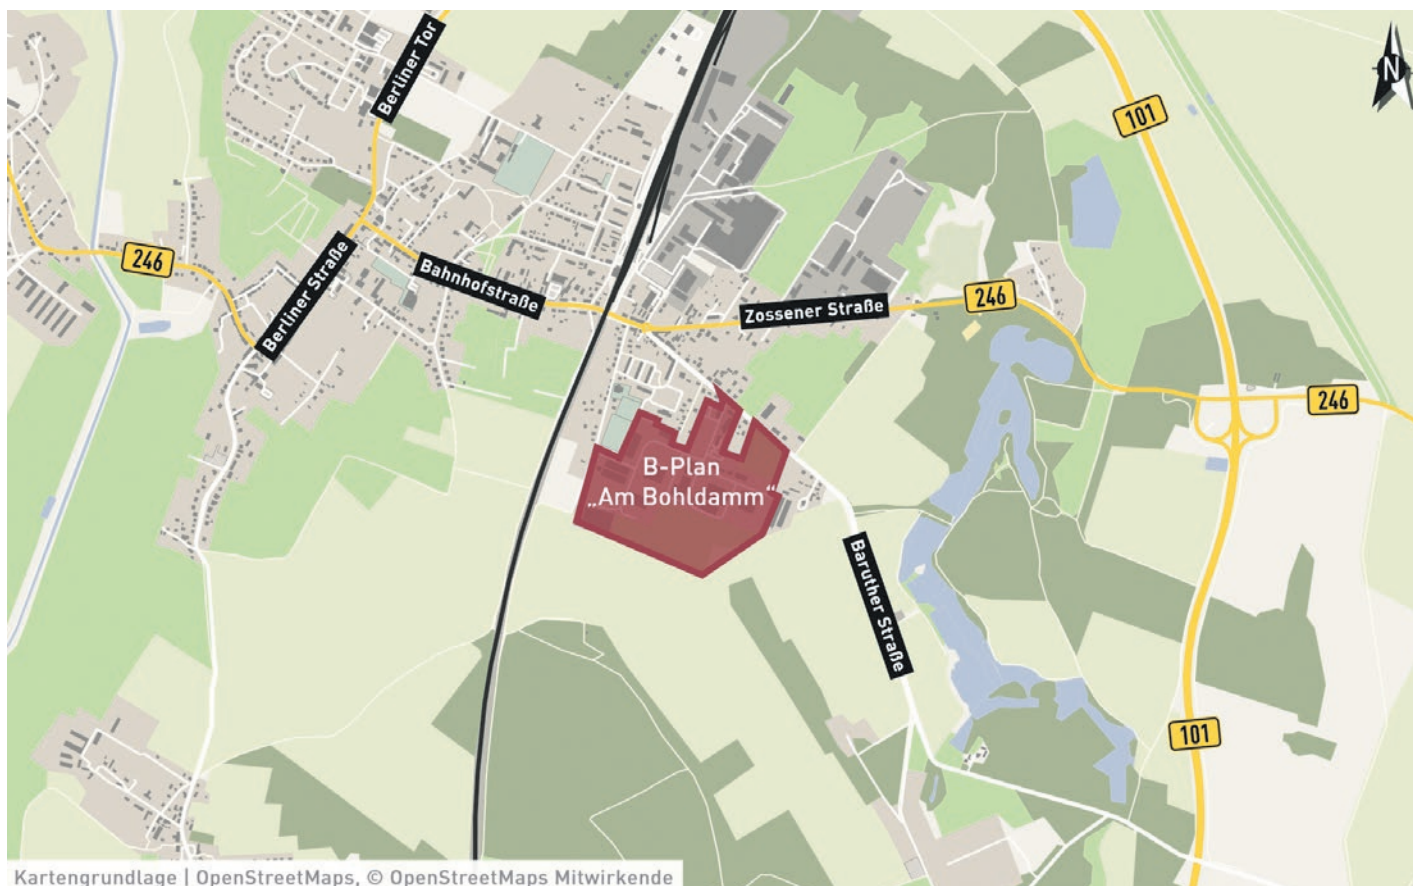 Berliner Tor
N
101
246
Berliner Straße
Bahnhofstraße
Zossener Straße
246
246
B-Plan
„Am Bohldamm“
Baruther Straße
101
Kartengrundlage | OpenStreetMaps, © OpenStreetMaps Mitwirkende